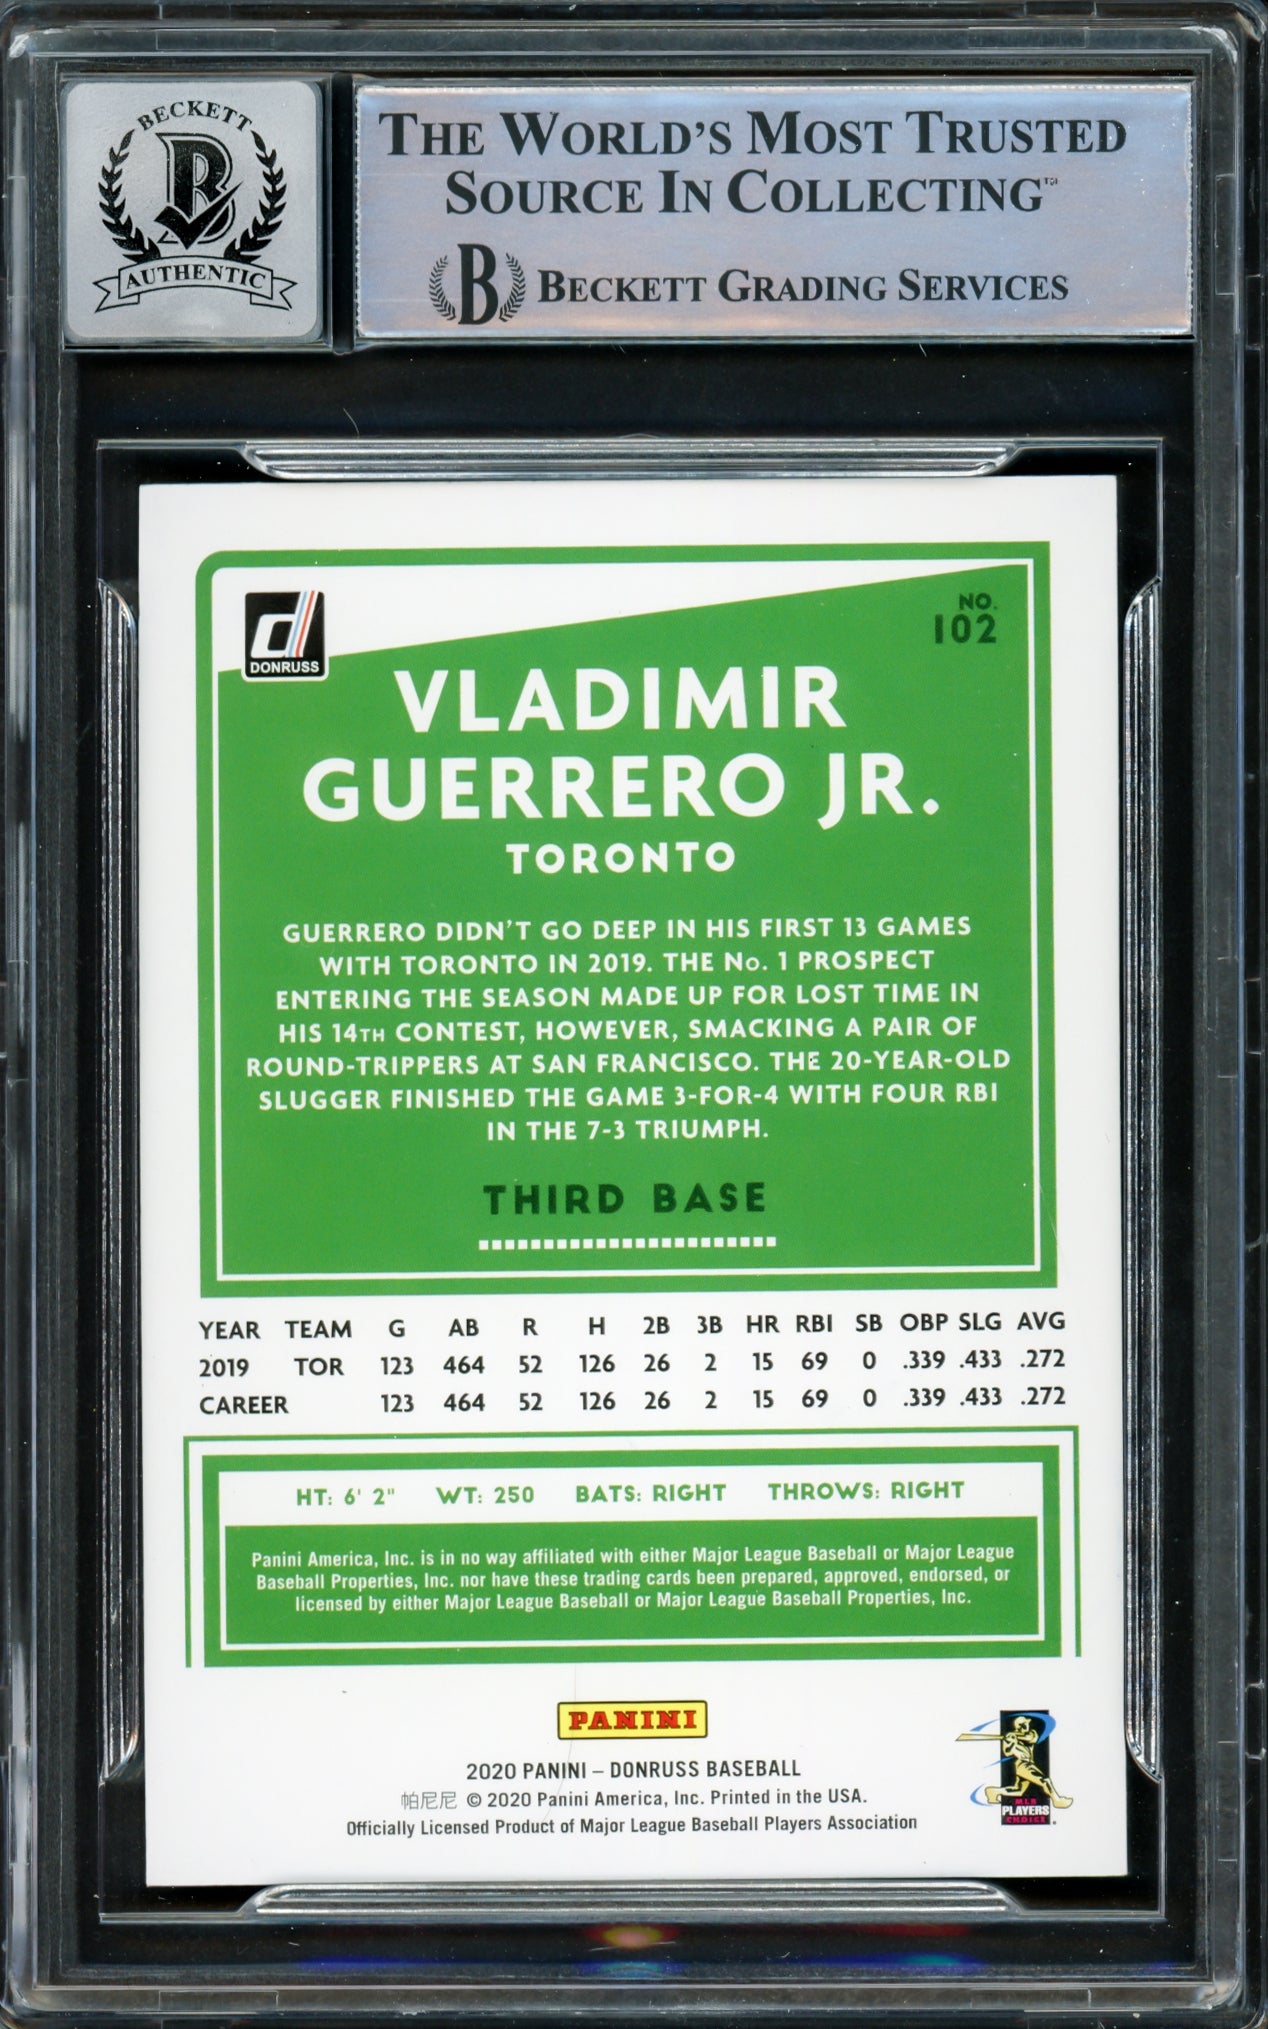 BECKETT
AUTHENTIC
THE WORLD'S MOST TRUSTED
SOURCE IN COLLECTING™
B BECKETT GRADING SERVICES
NO.
102
d
DONRUSS
VLADIMIR
GUERRERO JR.
TORONTO
GUERRERO DIDN'T GO DEEP IN HIS FIRST 13 GAMES
WITH TORONTO IN 2019. THE No. 1 PROSPECT
ENTERING THE SEASON MADE UP FOR LOST TIME IN
HIS 14TH CONTEST, HOWEVER, SMACKING A PAIR OF
ROUND-TRIPPERS AT SAN FRANCISCO. THE 20-YEAR-OLD
SLUGGER FINISHED THE GAME 3-FOR-4 WITH FOUR RBI
IN THE 7-3 TRIUMPH.
THIRD BASE
YEAR TEAM G AB R H 2B 3B HR RBI SB OBP SLG AVG
2019 TOR 123 464 52 126 26 2 15 69 0 .339 .433 .272
CAREER 123 464 52 126 26 2 15 69 0 .339 .433 .272
HT: 6' 2" WT: 250 BATS: RIGHT THROWS: RIGHT
Panini America, Inc. is in no way affiliated with either Major League Baseball or Major League
Baseball Properties, Inc. nor have these trading cards been prepared, approved, endorsed, or
licensed by either Major League Baseball or Major League Baseball Properties, Inc.
PANINI
2020 PANINI – DONRUSS BASEBALL
帕尼尼 © 2020 Panini America, Inc. Printed in the USA.
Officially Licensed Product of Major League Baseball Players Association
MLB
PLAYERS
CHOICE